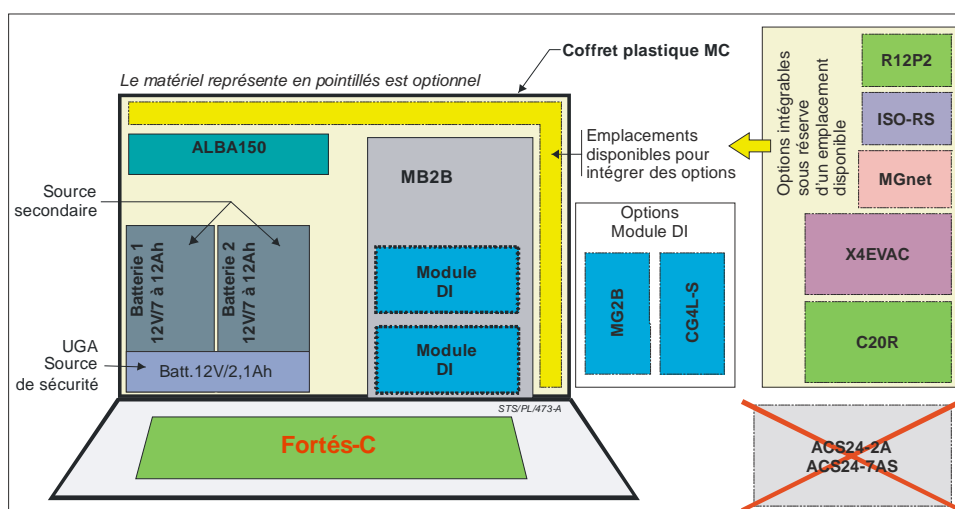 Coffret plastique MC
Le matériel représente en pointillés est optionnel
ALBA150
MB2B
Emplacements
disponibles pour
intégrer des options
Source
secondaire
Batterie 1
12V/7 à 12Ah
Batterie 2
12V/7 à 12Ah
Module
DI
Module
DI
UGA
Source
de sécurité
Batt.12V/2,1Ah
STS/PL/473-A
Fortés-C
Options
Module DI
MG2B
CG4L-S
Options intégrables
sous réserve
d'un emplacement
disponible
R12P2
ISO-RS
MGnet
X4EVAC
C20R
ACS24-2A
ACS24-7AS